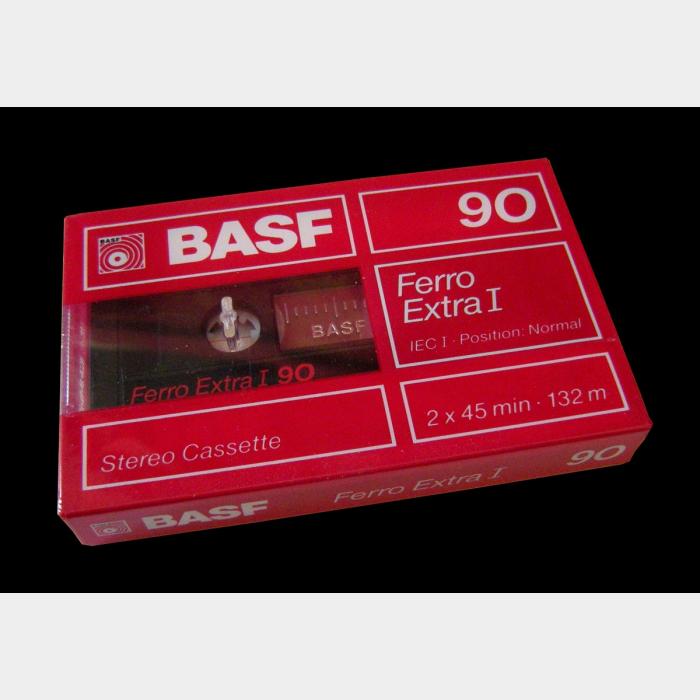 BASF
BASF
90
Ferro
Extra I
IEC I · Position: Normal
BASF
Ferro Extra I 90
Stereo Cassette
2 x 45 min · 132 m
BASF
Ferro Extra I
90